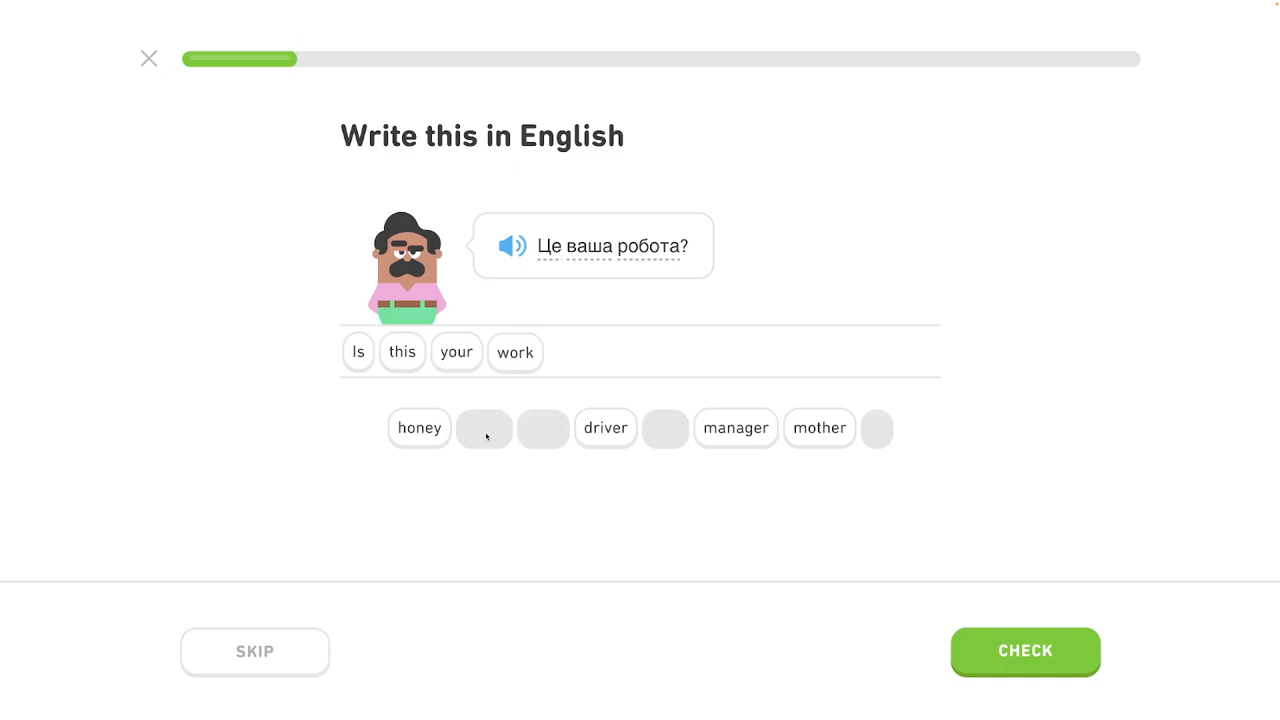 Write this in English
Це ваша робота?
Is this your work
honey driver manager mother
SKIP CHECK